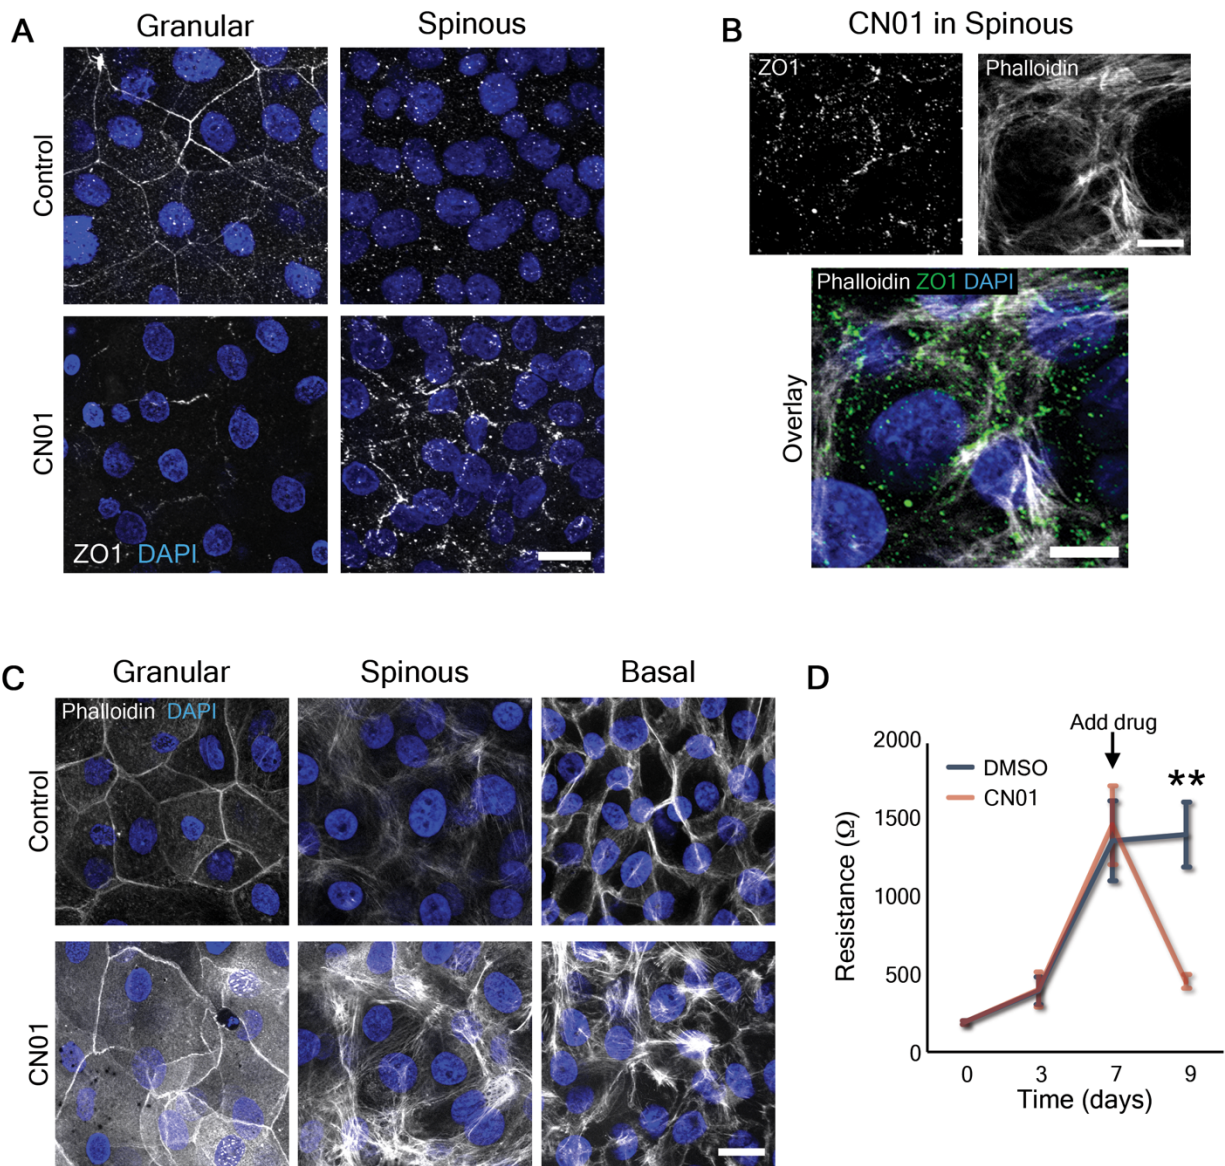 A
Granular Spinous
Control
CN01
ZO1 DAPI
B
CN01 in Spinous
ZO1
Phalloidin
Phalloidin ZO1 DAPI
Overlay
C
Granular Spinous Basal
Phalloidin DAPI
Control
CN01
D
Add drug
DMSO
CN01
**
Resistance (Ω)
2000
1500
1000
500
0
0 3 7 9
Time (days)